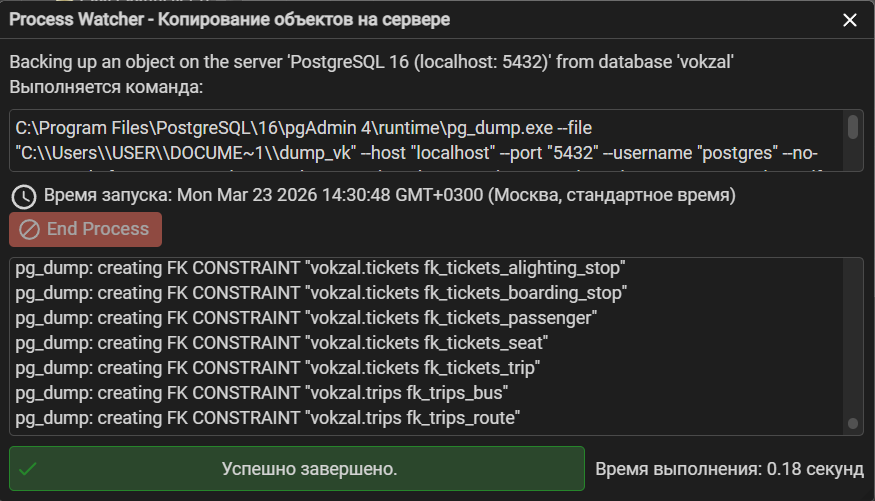 Process Watcher - Копирование объектов на сервере
Backing up an object on the server 'PostgreSQL 16 (localhost: 5432)' from database 'vokzal'
Выполняется команда:
C:\Program Files\PostgreSQL\16\pgAdmin 4\runtime\pg_dump.exe --file
"C:\\Users\\USER\\DOCUME~1\\dump_vk" --host "localhost" --port "5432" --username "postgres" --no-
Время запуска: Mon Mar 23 2026 14:30:48 GMT+0300 (Москва, стандартное время)
End Process
pg_dump: creating FK CONSTRAINT "vokzal.tickets fk_tickets_alighting_stop"
pg_dump: creating FK CONSTRAINT "vokzal.tickets fk_tickets_boarding_stop"
pg_dump: creating FK CONSTRAINT "vokzal.tickets fk_tickets_passenger"
pg_dump: creating FK CONSTRAINT "vokzal.tickets fk_tickets_seat"
pg_dump: creating FK CONSTRAINT "vokzal.tickets fk_tickets_trip"
pg_dump: creating FK CONSTRAINT "vokzal.trips fk_trips_bus"
pg_dump: creating FK CONSTRAINT "vokzal.trips fk_trips_route"
Успешно завершено.
Время выполнения: 0.18 секунд